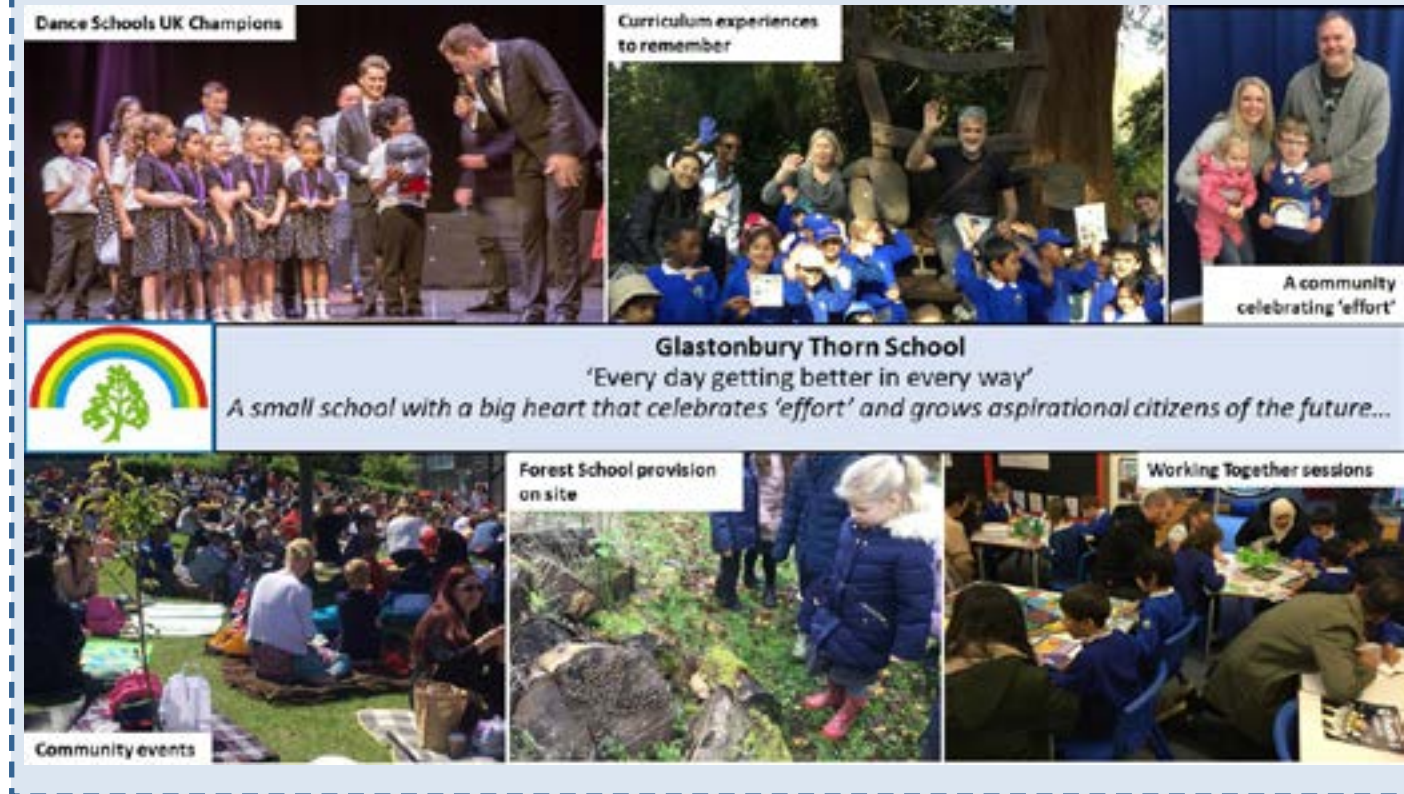 Dance Schools UK Champions
Curriculum experiences
to remember
A community
celebrating 'effort'
Glastonbury Thorn School
'Every day getting better in every way'
A small school with a big heart that celebrates 'effort' and grows aspirational citizens of the future...
Forest School provision
on site
Working Together sessions
Community events